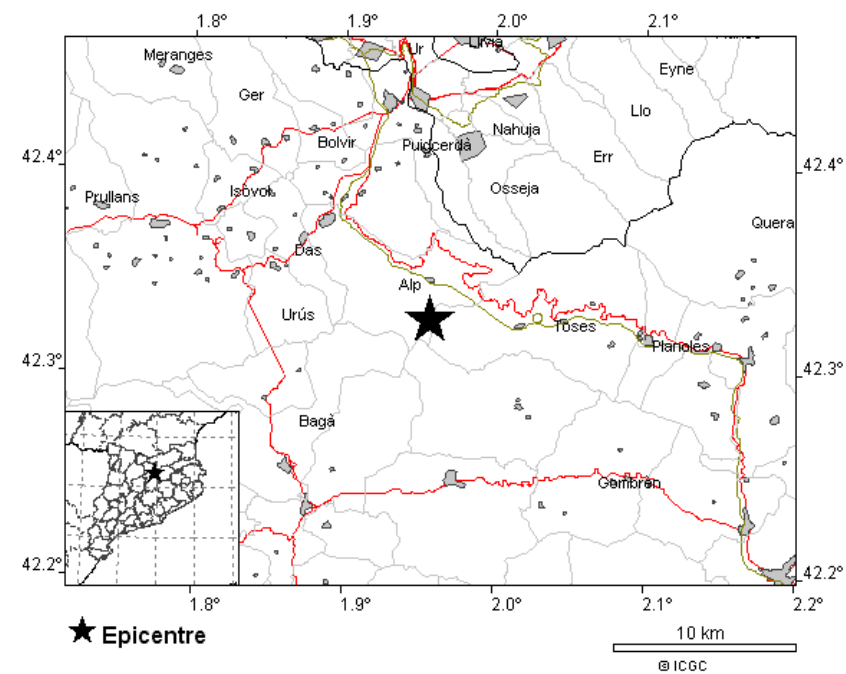 1.8° 1.9° 2.0° 2.1°
Meranges
Eyne
Ger
Llo
Nahuja
Bolvir
Puigcerdà
42.4°
Err
42.4°
Isòvol
Osseja
Prullans
Quera
Das
Alp
Urús
Toses
Planoles
42.3°
42.3°
Bagà
Gombrèn
42.2°
42.2°
1.8° 1.9° 2.0° 2.1° 2.2°
Epicentre
10 km
© ICGC